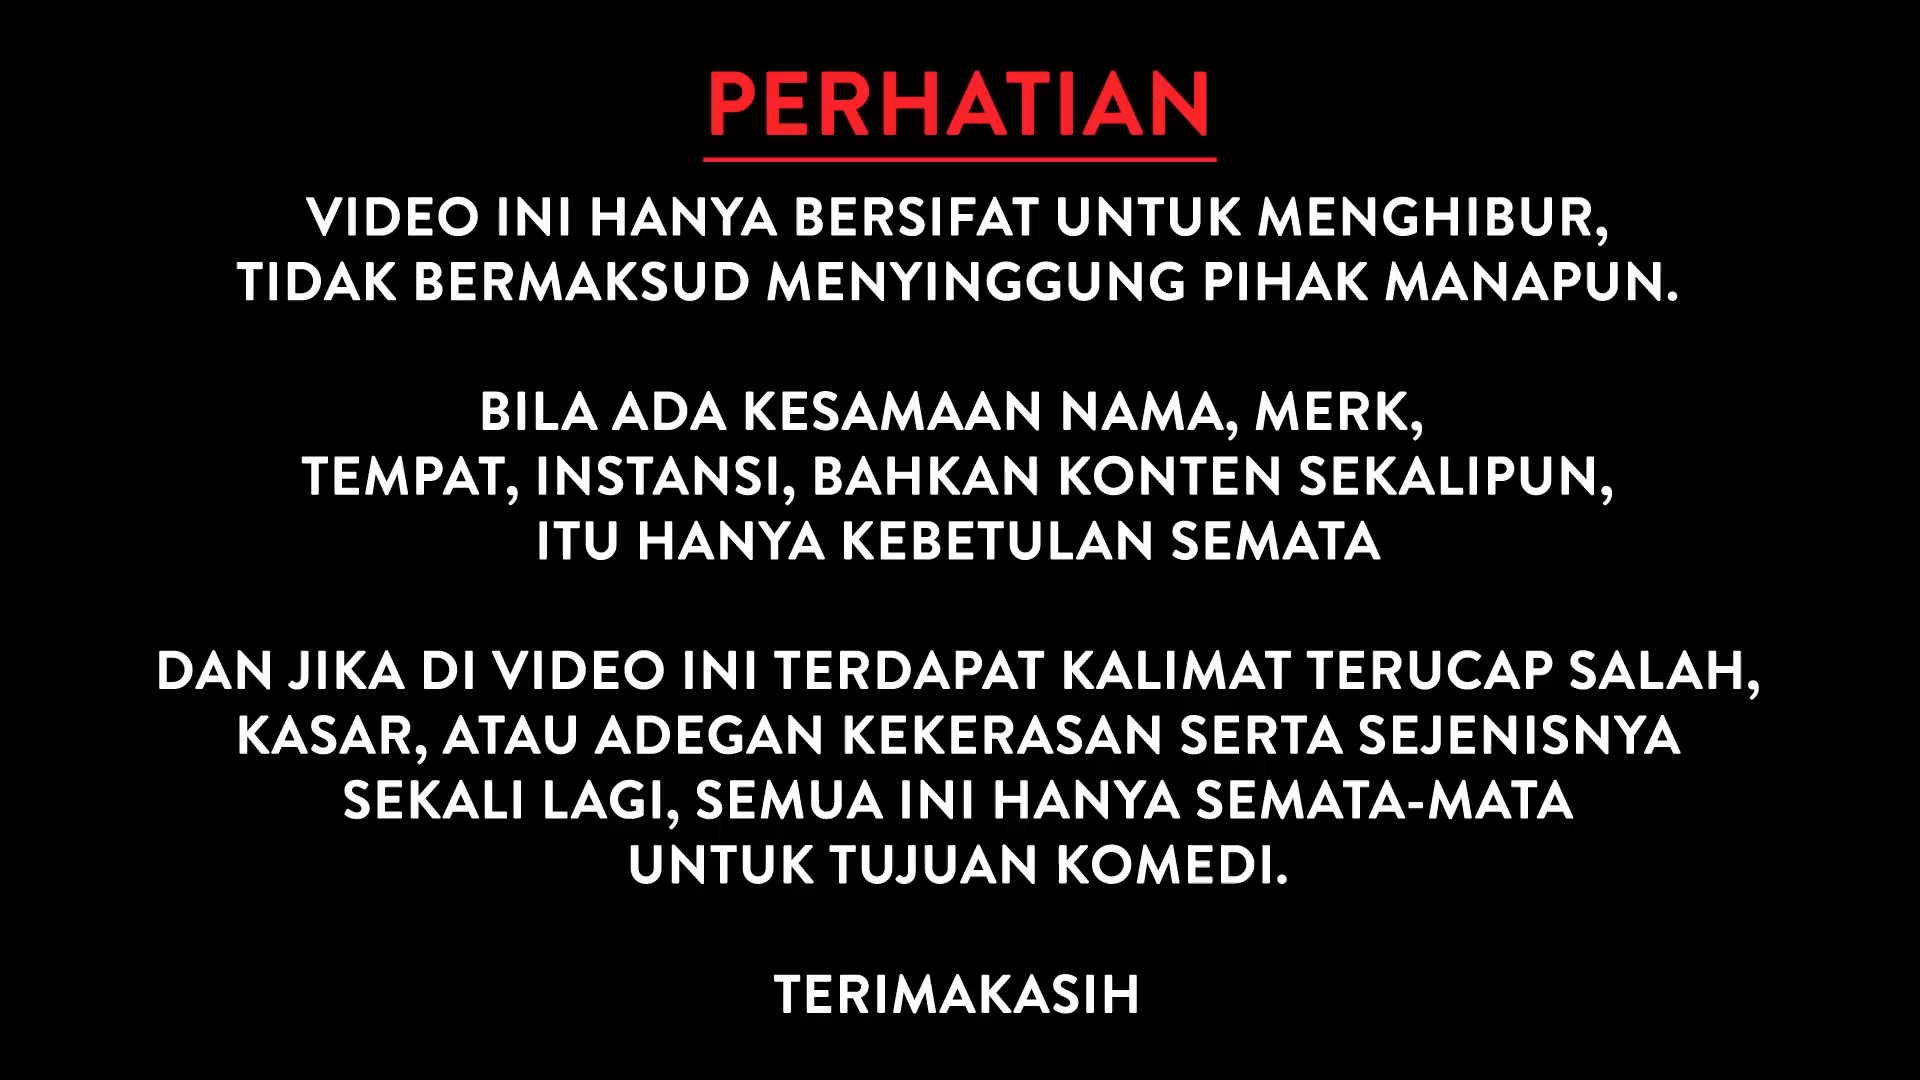 PERHATIAN
VIDEO INI HANYA BERSIFAT UNTUK MENGHIBUR,
TIDAK BERMAKSUD MENYINGGUNG PIHAK MANAPUN.
BILA ADA KESAMAAN NAMA, MERK,
TEMPAT, INSTANSI, BAHKAN KONTEN SEKALIPUN,
ITU HANYA KEBETULAN SEMATA
DAN JIKA DI VIDEO INI TERDAPAT KALIMAT TERUCAP SALAH,
KASAR, ATAU ADEGAN KEKERASAN SERTA SEJENISNYA
SEKALI LAGI, SEMUA INI HANYA SEMATA-MATA
UNTUK TUJUAN KOMEDI.
TERIMAKASIH